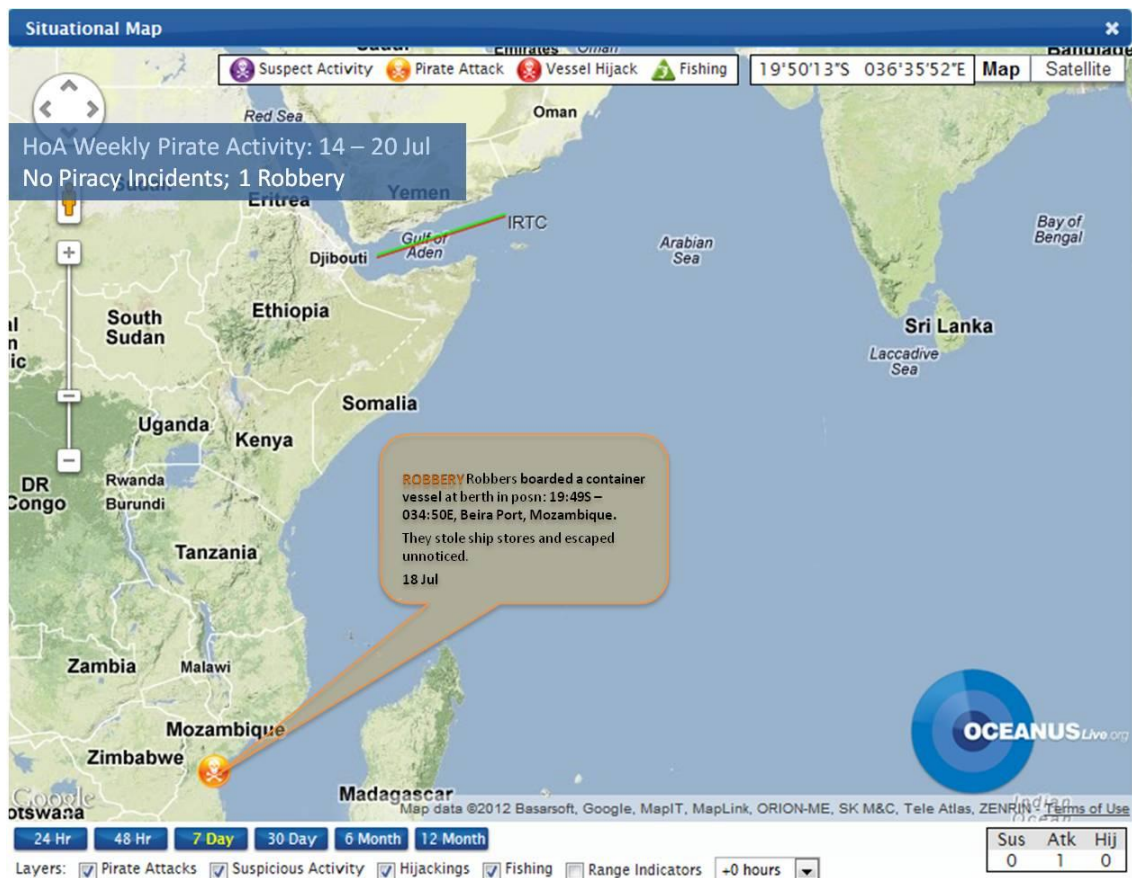 Situational Map
Suspect Activity Pirate Attack Vessel Hijack Fishing
19°50'13"S 036°35'52"E Map Satellite
Emirates Oman
Red Sea
Oman
HoA Weekly Pirate Activity: 14 – 20 Jul
No Piracy Incidents; 1 Robbery
Sudan
Yemen
Eritrea
IRTC
Bay of
Bengal
Gulf of
Aden
Arabian
Sea
Djibouti
Ethiopia
South
Sudan
Sri Lanka
Laccadive
Sea
Somalia
Uganda
Kenya
ROBBERY Robbers boarded a container
vessel at berth in posn: 19:49S –
034:50E, Beira Port, Mozambique.
They stole ship stores and escaped
unnoticed.
18 Jul
DR
Congo
Rwanda
Burundi
Tanzania
Zambia
Malawi
Mozambique
OCEANUSLive.org
Zimbabwe
Madagascar
Google
otswana
Map data ©2012 Basarsoft, Google, MapIT, MapLink, ORION-ME, SK M&C, Tele Atlas, ZENRIN - Terms of Use
Indian
Ocean
24 Hr 48 Hr 7 Day 30 Day 6 Month 12 Month
Sus Atk Hij
0 1 0
Layers: Pirate Attacks Suspicious Activity Hijackings Fishing Range Indicators +0 hours